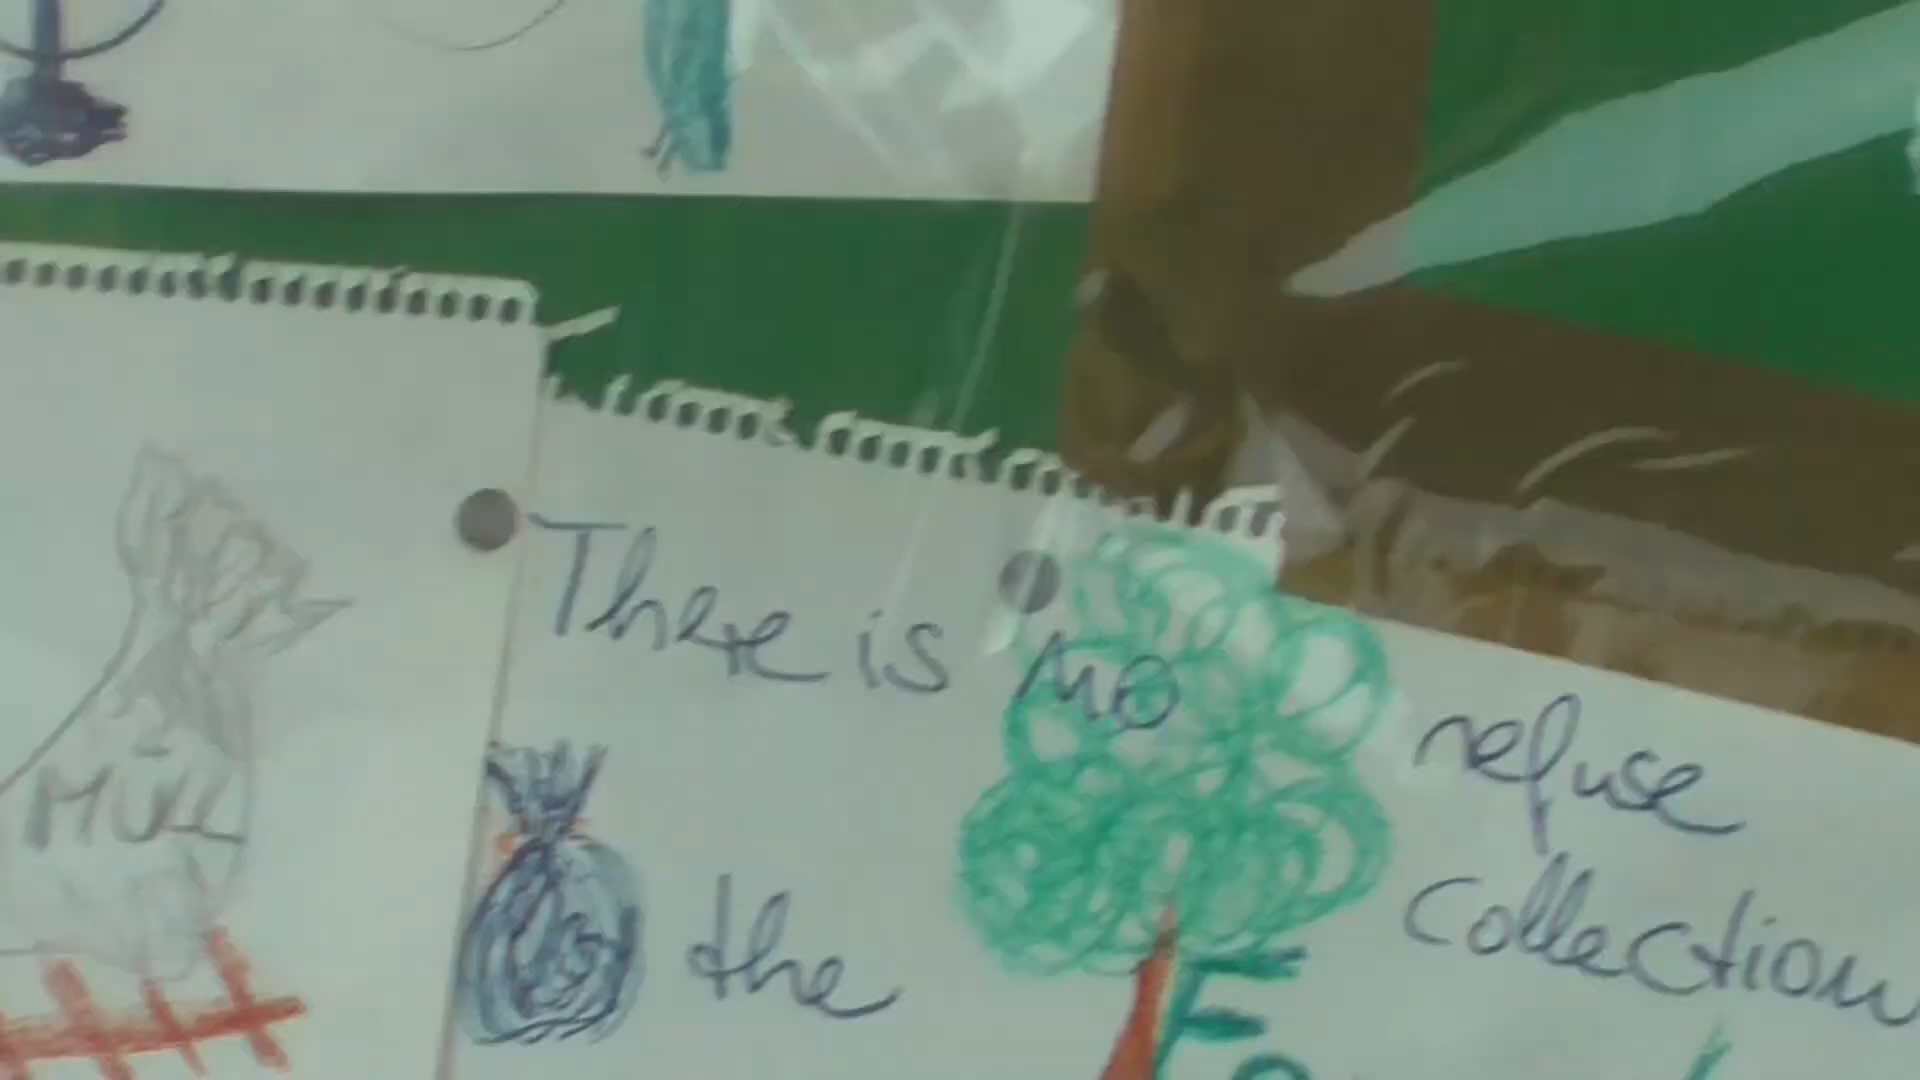 There is no refuse
collection
MÜLL
the